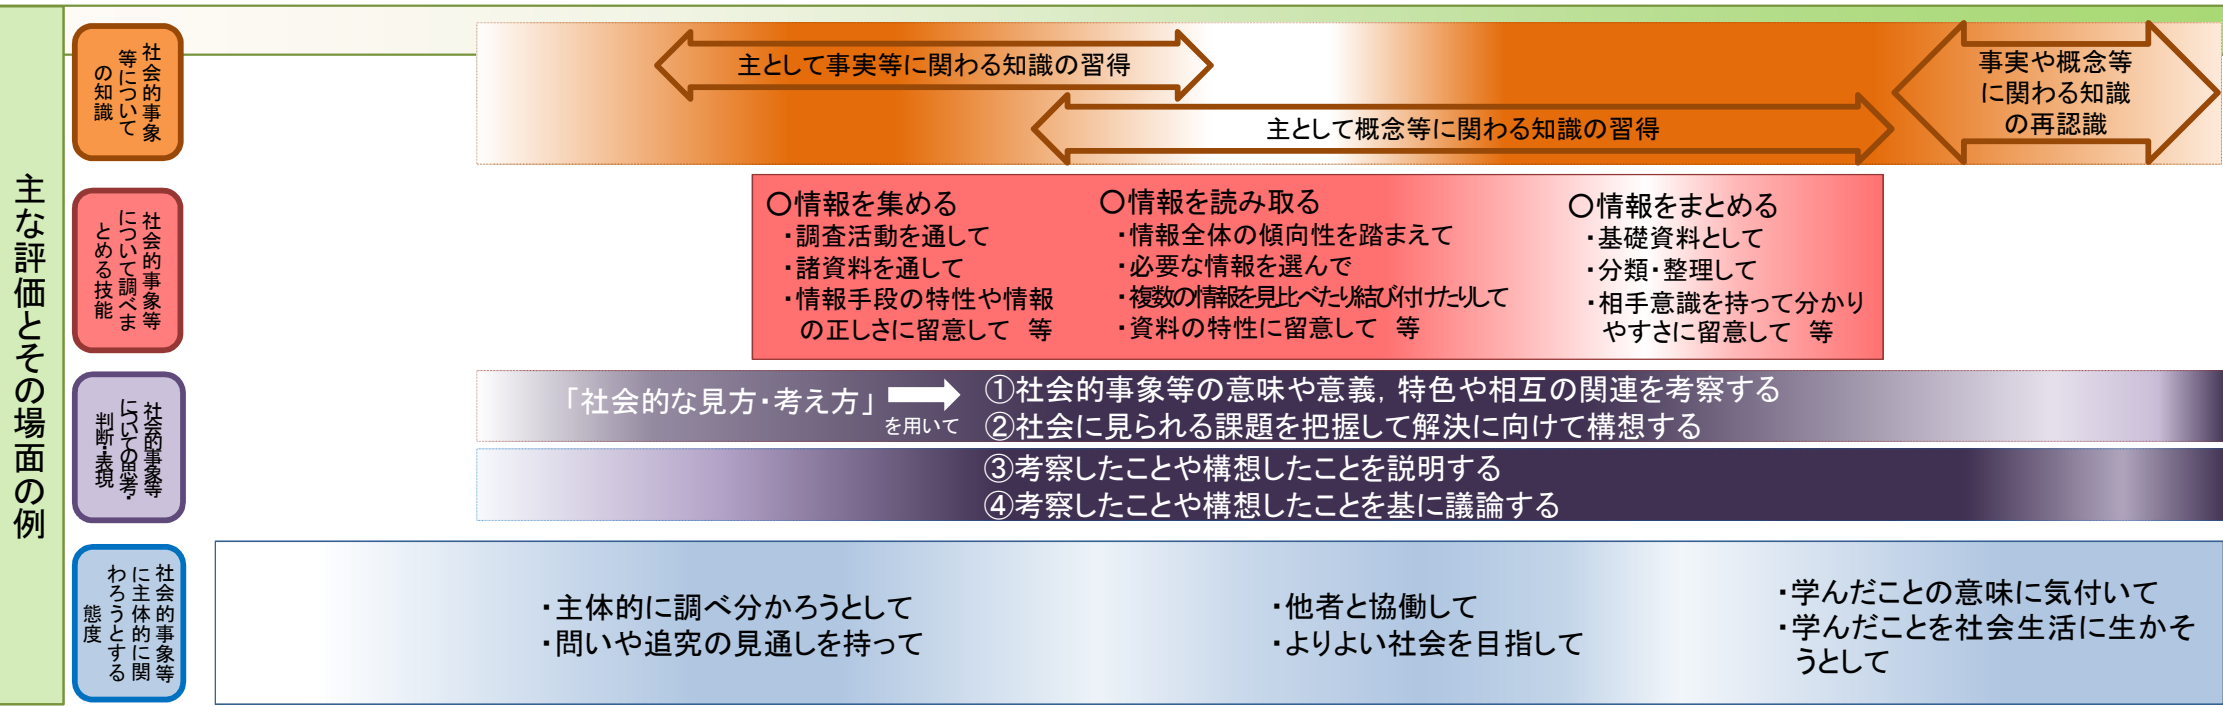 主な評価とその場面の例
社会的事象
等について
の知識
主として事実等に関わる知識の習得
主として概念等に関わる知識の習得
事実や概念等
に関わる知識
の再認識
社会的事象等
について調べま
とめる技能
〇情報を集める
・調査活動を通して
・諸資料を通して
・情報手段の特性や情報
の正しさに留意して 等
〇情報を読み取る
・情報全体の傾向性を踏まえて
・必要な情報を選んで
・複数の情報を見比べたり結び付けたりして
・資料の特性に留意して 等
〇情報をまとめる
・基礎資料として
・分類・整理して
・相手意識を持って分かり
やすさに留意して 等
社会的事象等
についての思考・
判断・表現
「社会的な見方・考え方」
を用いて
①社会的事象等の意味や意義，特色や相互の関連を考察する
②社会に見られる課題を把握して解決に向けて構想する
③考察したことや構想したことを説明する
④考察したことや構想したことを基に議論する
社会的事象等
に主体的に関
わろうとする
態度
・主体的に調べ分かろうとして
・問いや追究の見通しを持って
・他者と協働して
・よりよい社会を目指して
・学んだことの意味に気付いて
・学んだことを社会生活に生かそ
うとして